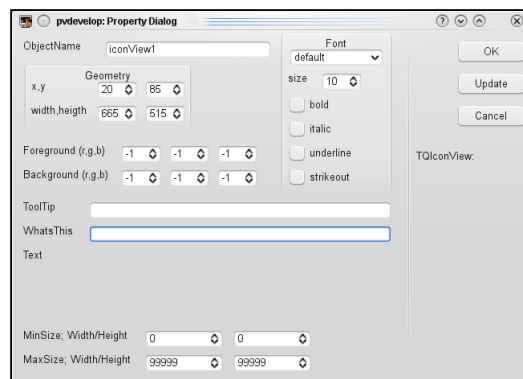 pvdevelop: Property Dialog
ObjectName iconView1
Geometry
x,y 20 85
width,heigth 665 515
Font
default
size 10
bold
italic
underline
strikeout
OK
Update
Cancel
TQIconView:
Foreground (r,g,b) -1 -1 -1
Background (r,g,b) -1 -1 -1
ToolTip
WhatsThis
Text
MinSize; Width/Height 0 0
MaxSize; Width/Height 99999 99999